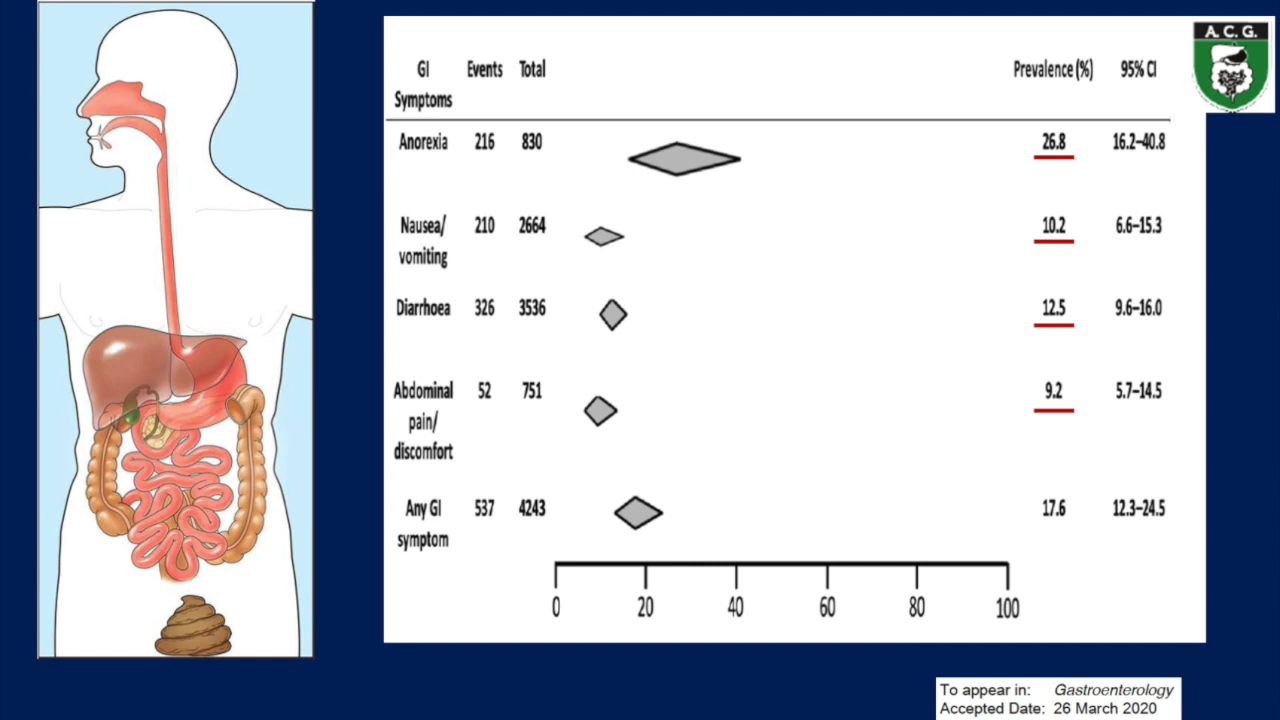 A. C. G.
GI Events Total Prevalence (%) 95% CI
Symptoms
Anorexia 216 830 26.8 16.2–40.8
Nausea/ 210 2664 10.2 6.6–15.3
vomiting
Diarrhoea 326 3536 12.5 9.6–16.0
Abdominal 52 751 9.2 5.7–14.5
pain/
discomfort
Any GI 537 4243 17.6 12.3–24.5
symptom
0 20 40 60 80 100
To appear in: Gastroenterology
Accepted Date: 26 March 2020